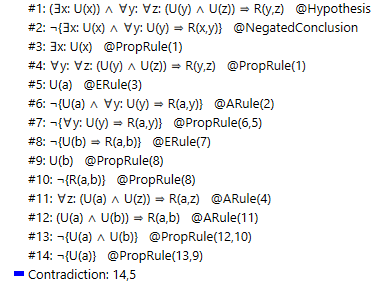 #1: (∃x: U(x)) ∧ ∀y: ∀z: (U(y) ∧ U(z)) ⇒ R(y,z) @Hypothesis
#2: ¬{∃x: U(x) ∧ ∀y: U(y) ⇒ R(x,y)} @NegatedConclusion
#3: ∃x: U(x) @PropRule(1)
#4: ∀y: ∀z: (U(y) ∧ U(z)) ⇒ R(y,z) @PropRule(1)
#5: U(a) @ERule(3)
#6: ¬{U(a) ∧ ∀y: U(y) ⇒ R(a,y)} @ARule(2)
#7: ¬{∀y: U(y) ⇒ R(a,y)} @PropRule(6,5)
#8: ¬{U(b) ⇒ R(a,b)} @ERule(7)
#9: U(b) @PropRule(8)
#10: ¬{R(a,b)} @PropRule(8)
#11: ∀z: (U(a) ∧ U(z)) ⇒ R(a,z) @ARule(4)
#12: (U(a) ∧ U(b)) ⇒ R(a,b) @ARule(11)
#13: ¬{U(a) ∧ U(b)} @PropRule(12,10)
#14: ¬{U(a)} @PropRule(13,9)
Contradiction: 14,5